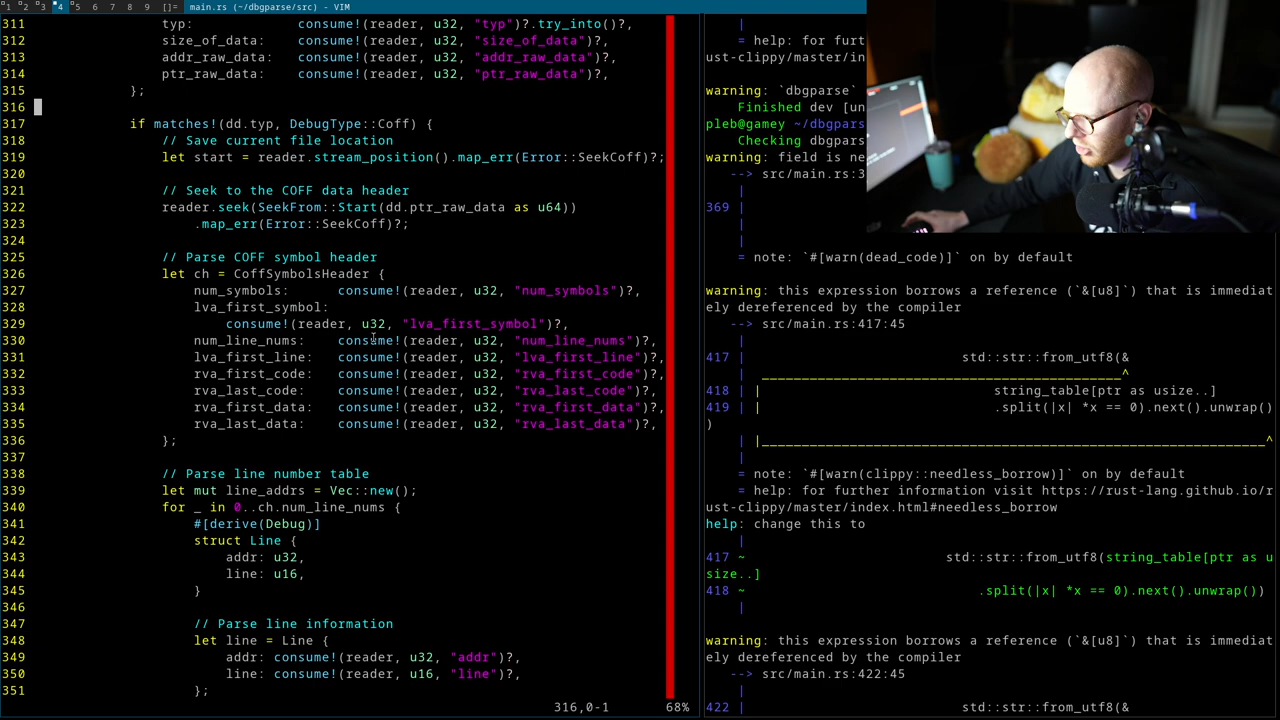 1 2 3 4 5 6 7 8 9 []= main.rs (~/dbgparse/src) - VIM
311                 typ:            consume!(reader, u32, "typ")?.try_into()?,
312                 size_of_data:   consume!(reader, u32, "size_of_data")?,
313                 addr_raw_data:  consume!(reader, u32, "addr_raw_data")?,
314                 ptr_raw_data:   consume!(reader, u32, "ptr_raw_data")?,
315             };
316
317             if matches!(dd.typ, DebugType::Coff) {
318                 // Save current file location
319                 let start = reader.stream_position().map_err(Error::SeekCoff)?;
320
321                 // Seek to the COFF data header
322                 reader.seek(SeekFrom::Start(dd.ptr_raw_data as u64))
323                     .map_err(Error::SeekCoff)?;
324
325                 // Parse COFF symbol header
326                 let ch = CoffSymbolsHeader {
327                     num_symbols:      consume!(reader, u32, "num_symbols")?,
328                     lva_first_symbol:
329                         consume!(reader, u32, "lva_first_symbol")?,
330                     num_line_nums:    consume!(reader, u32, "num_line_nums")?,
331                     lva_first_line:   consume!(reader, u32, "lva_first_line")?,
332                     rva_first_code:   consume!(reader, u32, "rva_first_code")?,
333                     rva_last_code:    consume!(reader, u32, "rva_last_code")?,
334                     rva_first_data:   consume!(reader, u32, "rva_first_data")?,
335                     rva_last_data:    consume!(reader, u32, "rva_last_data")?,
336                 };
337
338                 // Parse line number table
339                 let mut line_addrs = Vec::new();
340                 for _ in 0..ch.num_line_nums {
341                     #[derive(Debug)]
342                     struct Line {
343                         addr: u32,
344                         line: u16,
345                     }
346
347                     // Parse line information
348                     let line = Line {
349                         addr: consume!(reader, u32, "addr")?,
350                         line: consume!(reader, u16, "line")?,
351                     };
316,0-1 68%
|
= help: for furt
ust-clippy/master/in
warning: `dbgparse`
Finished dev [un
pleb@gamey ~/dbgpars
Checking dbgpars
warning: field is ne
--> src/main.rs:3
|
369 |
|
|
= note: `#[warn(dead_code)]` on by default
warning: this expression borrows a reference (`&[u8]`) that is immediat
ely dereferenced by the compiler
--> src/main.rs:417:45
|
417 std::str::from_utf8(&
| _____________________________________________^
418 | | string_table[ptr as usize..]
419 | | .split(|x| *x == 0).next().unwrap()
)
| |_______________________________________________________________^
|
= note: `#[warn(clippy::needless_borrow)]` on by default
= help: for further information visit https://rust-lang.github.io/r
ust-clippy/master/index.html#needless_borrow
help: change this to
|
417 ~ std::str::from_utf8(string_table[ptr as u
size..]
418 ~ .split(|x| *x == 0).next().unwrap())
|
warning: this expression borrows a reference (`&[u8]`) that is immediat
ely dereferenced by the compiler
--> src/main.rs:422:45
|
422 | std::str::from_utf8(&